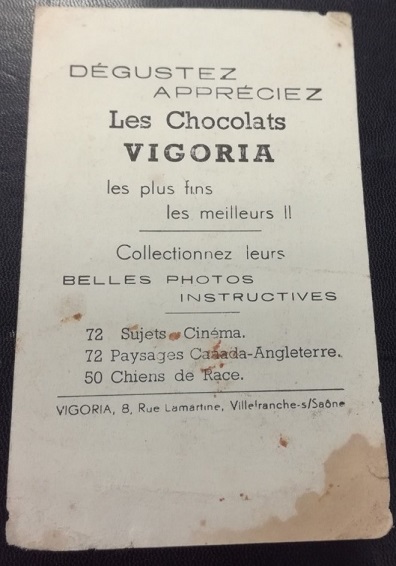 DÉGUSTEZ
APPRÉCIEZ
Les Chocolats
VIGORIA
les plus fins
les meilleurs !!
Collectionnez leurs
BELLES PHOTOS
INSTRUCTIVES
72 Sujets Cinéma.
72 Paysages Canada-Angleterre.
50 Chiens de Race.
VIGORIA, 8, Rue Lamartine, Villefranche-s/Saône